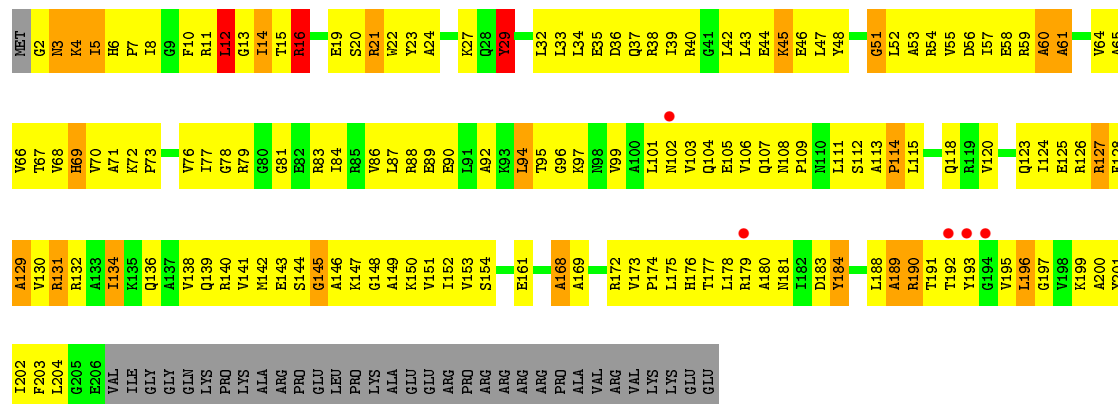 MET G2 N3 K4 I5 H6 P7 I8 G9 F10 R11 L12 G13 I14 T15 R16 E19 S20 R21 W22 Y23 A24 K27 Q28 Y29 L32 L33 L34 E35 D36 Q37 R38 I39 R40 G41 L42 L43 E44 K45 E46 L47 Y48 G51 L52 A53 R54 V55 D56 I57 E58 R59 A60 A61 V64 A65
V66 T67 V68 H69 V70 A71 K72 P73 V76 I77 G78 R79 G80 G81 E82 R83 I84 R85 V86 L87 R88 E89 E90 L91 A92 K93 L94 T95 G96 K97 N98 V99 A100 L101 N102 V103 Q104 E105 V106 Q107 N108 P109 N110 L111 S112 A113 P114 L115 Q118 R119 V120 Q123 I124 E125 R126 R127 F128
A129 V130 R131 R132 A133 I134 K135 Q136 A137 V138 Q139 R140 V141 M142 E143 S144 G145 A146 K147 G148 A149 K150 V151 I152 V153 S154 E161 A168 A169 R172 V173 P174 L175 H176 T177 L178 R179 A180 N181 I182 D183 Y184 L188 A189 R190 T191 T192 Y193 G194 V195 L196 G197 V198 K199 A200 Y201
I202 F203 L204 G205 E206 VAL ILE GLY GLY GLN LYS PRO LYS ALA ARG PRO GLU LEU PRO LYS ALA GLU GLU ARG PRO ARG ARG ARG PRO ALA VAL ARG VAL LYS LYS GLU GLU